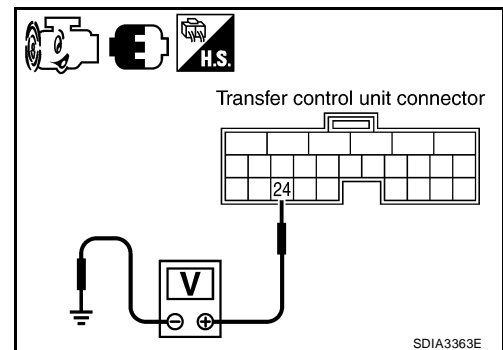 H.S.
Transfer control unit connector
24
V
SDIA3363E